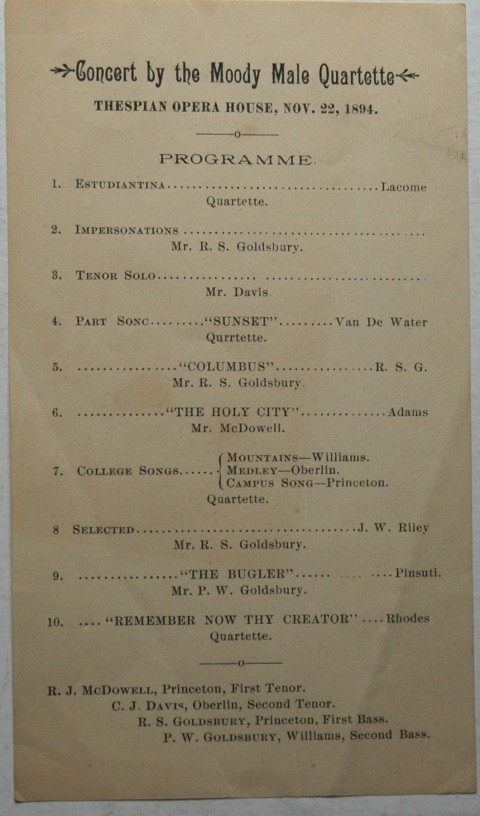 Concert by the Moody Male Quartette
THESPIAN OPERA HOUSE, NOV. 22, 1894.
PROGRAMME.
1. ESTUDIANTINA................................Lacome
Quartette.
2. IMPERSONATIONS ....................................
Mr. R. S. Goldsbury.
3. TENOR SOLO............... .......................
Mr. Davis.
4. PART SONC.........“SUNSET”.........Van De Water
Qurrtette.
5. .................“COLUMBUS”................R. S. G.
Mr. R. S. Goldsbury.
6. ..............“THE HOLY CITY”..............Adams
Mr. McDowell.
7. COLLEGE SONGS......
MOUNTAINS—Williams.
MEDLEY—Oberlin.
CAMPUS SONG—Princeton.
Quartette.
8 SELECTED....................................J. W. Riley
Mr. R. S. Goldsbury.
9. .................“THE BUGLER”...... ..... ....Pinsuti.
Mr. P. W. Goldsbury.
10. .... “REMEMBER NOW THY CREATOR” ....Rhodes
Quartette.
R. J. MCDOWELL, Princeton, First Tenor.
C. J. DAVIS, Oberlin, Second Tenor.
R. S. GOLDSBURY, Princeton, First Bass.
P. W. GOLDSBURY, Williams, Second Bass.